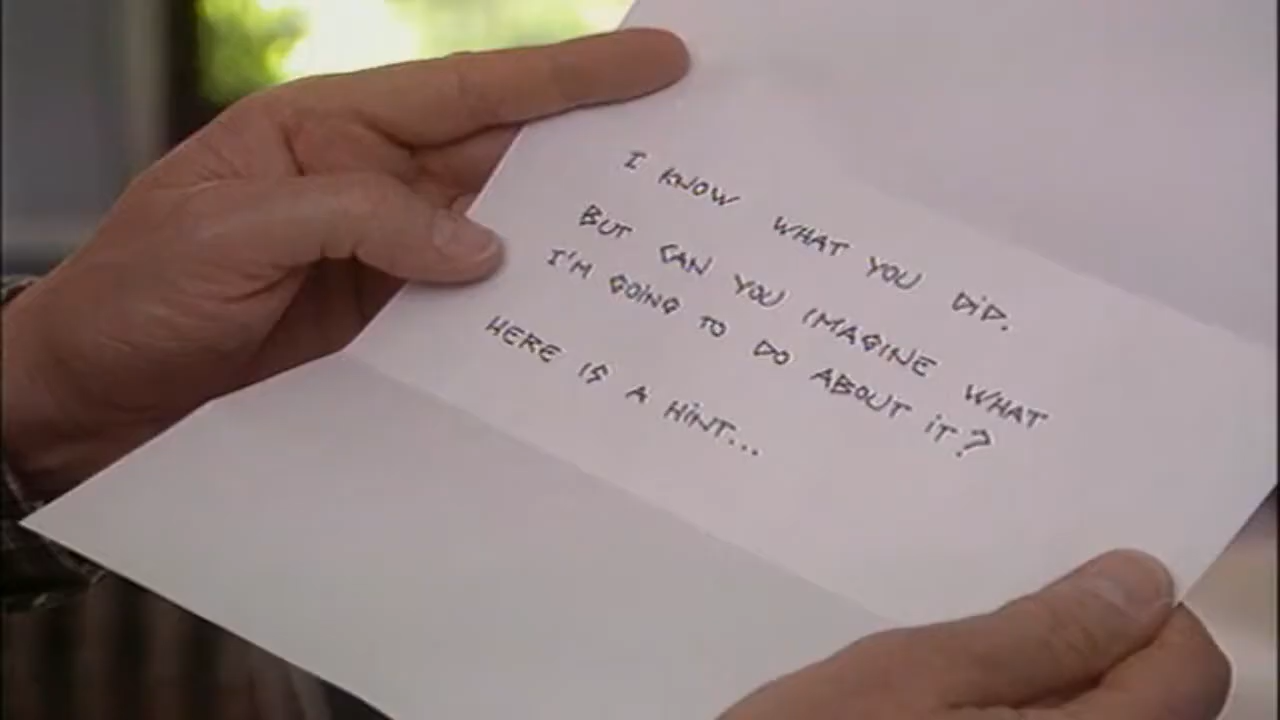 I KNOW WHAT YOU DiD.
BUT CAN YOU IMAGINE WHAT
I'M GOiNG TO DO ABOUT iT?
HERE IS A HiNT...